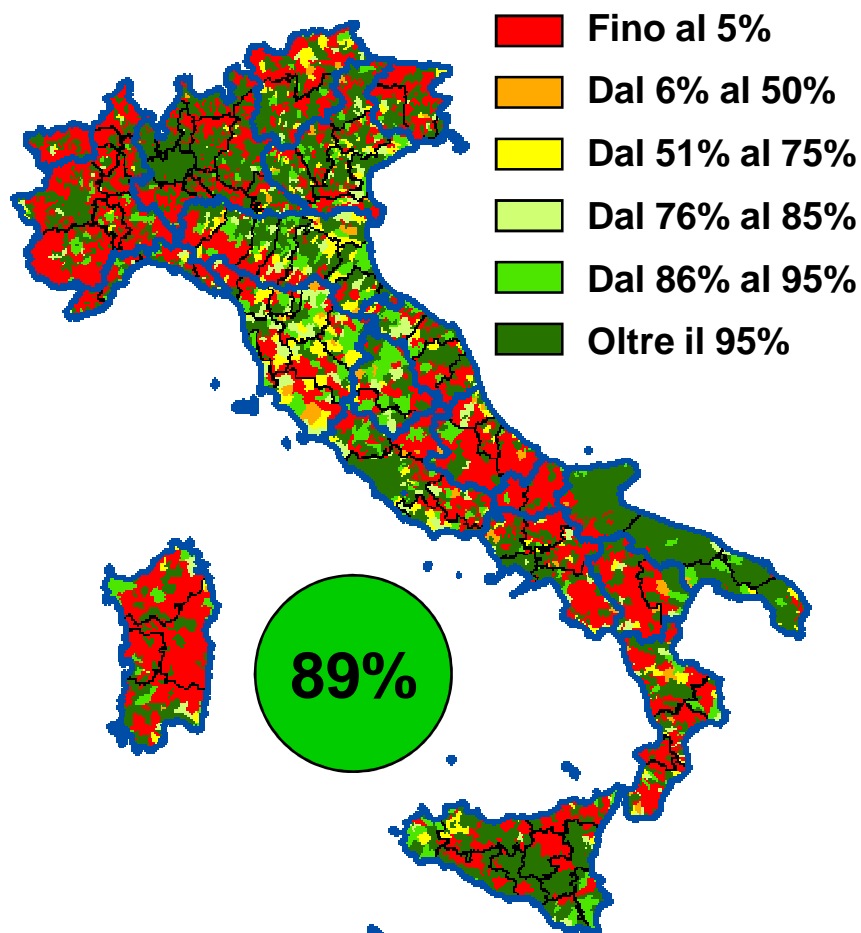 Fino al 5%
Dal 6% al 50%
Dal 51% al 75%
Dal 76% al 85%
Dal 86% al 95%
Oltre il 95%
89%